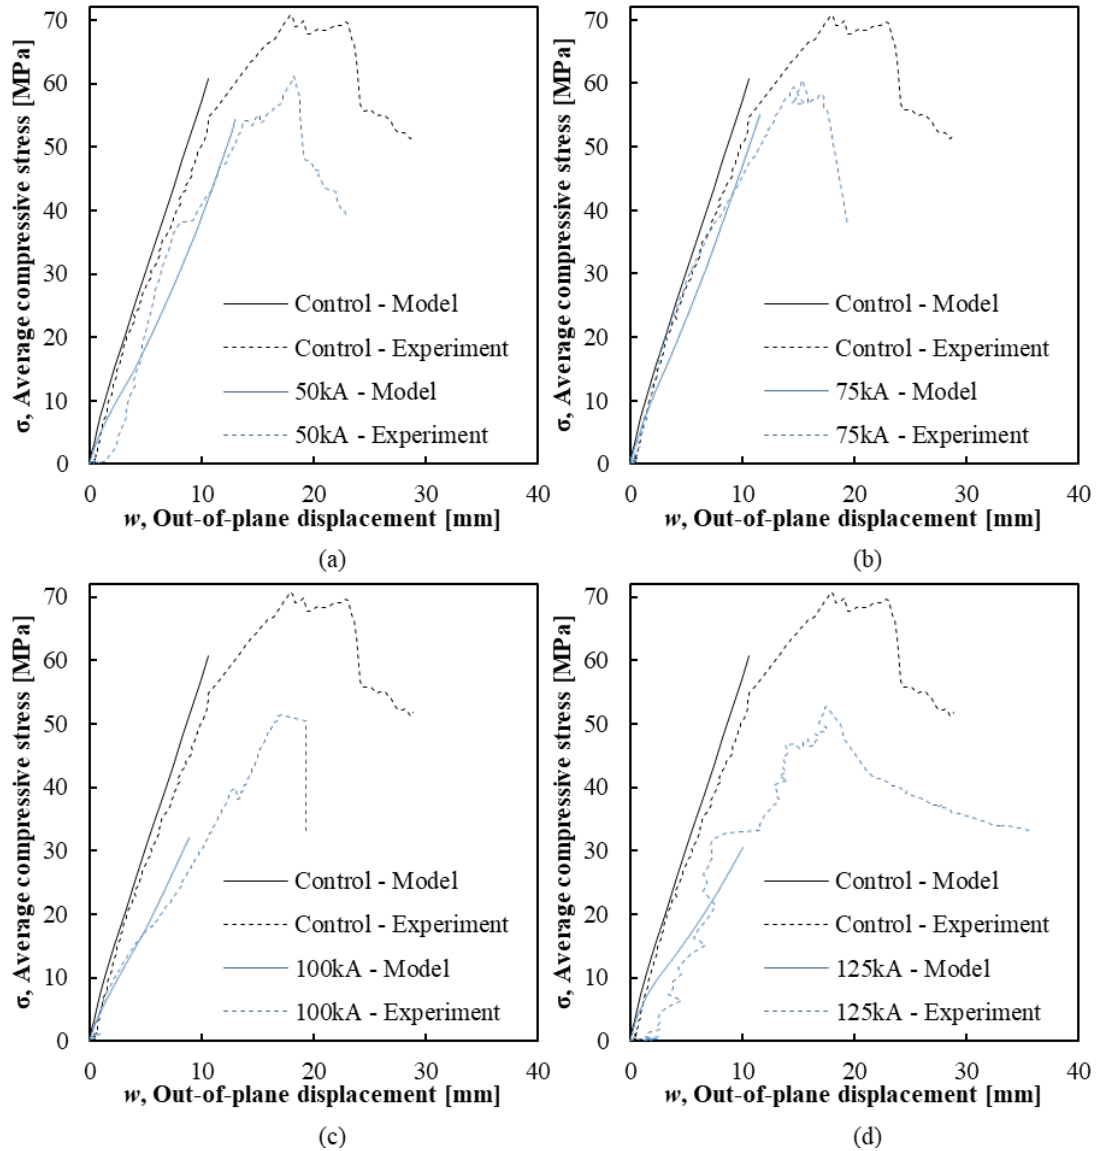 70
60
50
40
30
20
10
0
σ, Average compressive stress [MPa]
Control - Model
Control - Experiment
50kA - Model
50kA - Experiment
0 10 20 30 40
w, Out-of-plane displacement [mm]
(a)
70
60
50
40
30
20
10
0
σ, Average compressive stress [MPa]
Control - Model
Control - Experiment
75kA - Model
75kA - Experiment
0 10 20 30 40
w, Out-of-plane displacement [mm]
(b)
70
60
50
40
30
20
10
0
σ, Average compressive stress [MPa]
Control - Model
Control - Experiment
100kA - Model
100kA - Experiment
0 10 20 30 40
w, Out-of-plane displacement [mm]
(c)
70
60
50
40
30
20
10
0
σ, Average compressive stress [MPa]
Control - Model
Control - Experiment
125kA - Model
125kA - Experiment
0 10 20 30 40
w, Out-of-plane displacement [mm]
(d)